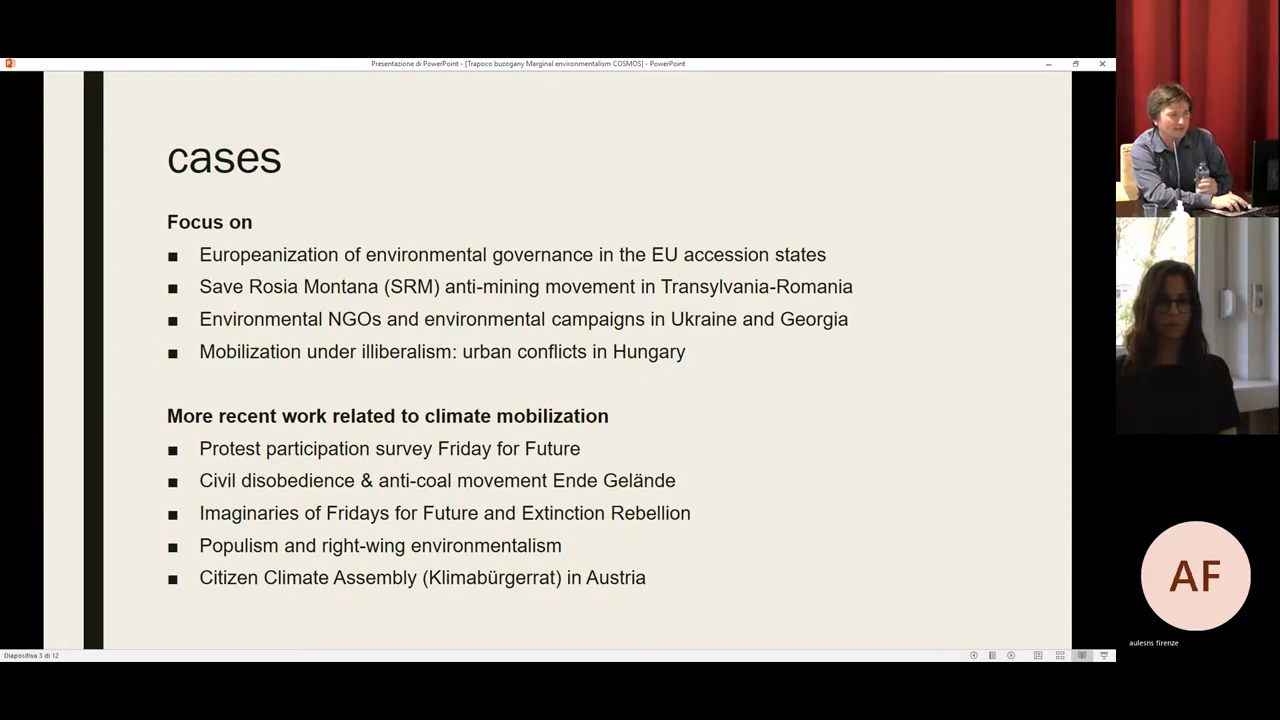 Presentazione di PowerPoint - [Trapoco buzogany Marginal environmentalism COSMOS] - PowerPoint
cases
Focus on
■ Europeanization of environmental governance in the EU accession states
■ Save Rosia Montana (SRM) anti-mining movement in Transylvania-Romania
■ Environmental NGOs and environmental campaigns in Ukraine and Georgia
■ Mobilization under illiberalism: urban conflicts in Hungary
More recent work related to climate mobilization
■ Protest participation survey Friday for Future
■ Civil disobedience & anti-coal movement Ende Gelände
■ Imaginaries of Fridays for Future and Extinction Rebellion
■ Populism and right-wing environmentalism
■ Citizen Climate Assembly (Klimabürgerrat) in Austria
Diapositiva 3 di 12
AF
aulesns firenze